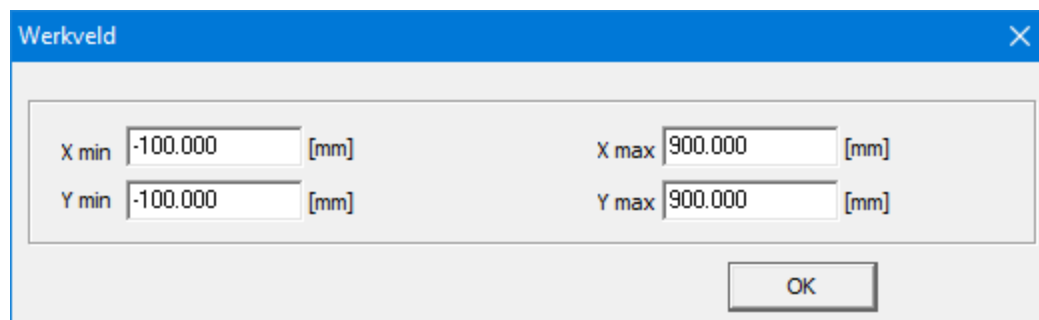 Werkveld
X min -100.000 [mm] X max 900.000 [mm]
Y min -100.000 [mm] Y max 900.000 [mm]
OK